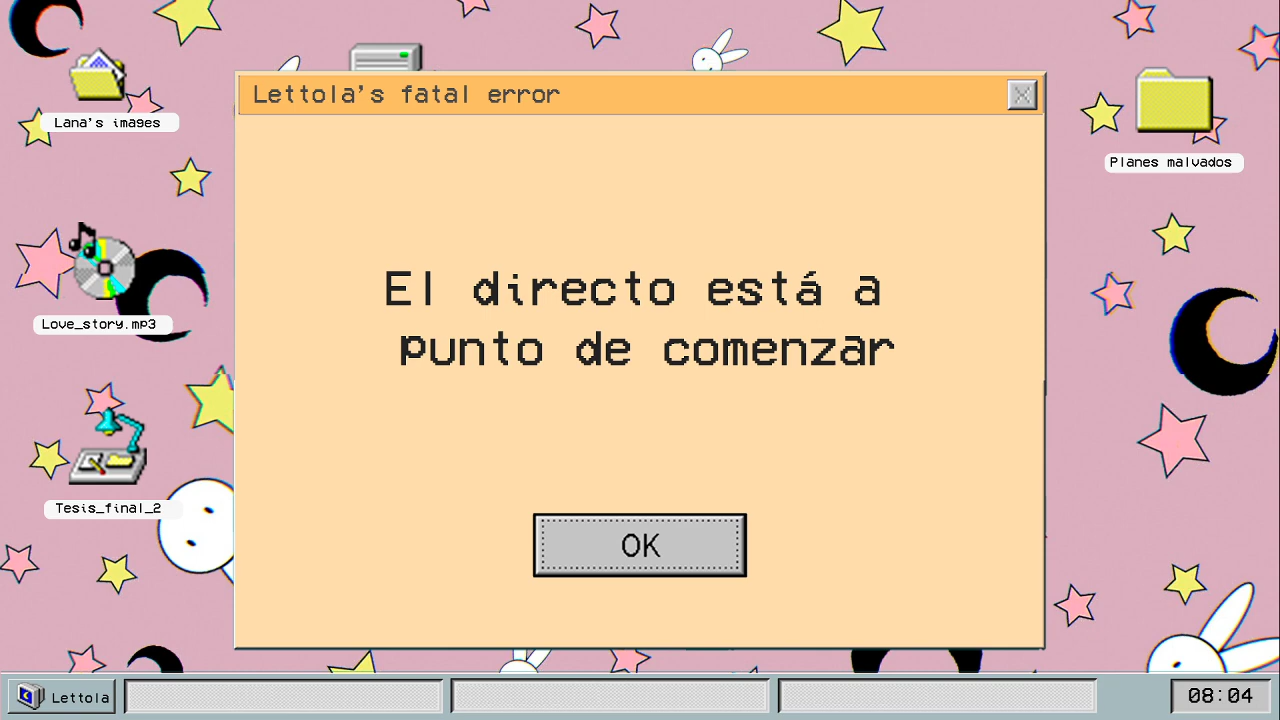 Lettola's fatal error
Lana's images
Planes malvados
El directo está a
punto de comenzar
Love_story.mp3
Tesis_final_2
OK
Lettola
08:04